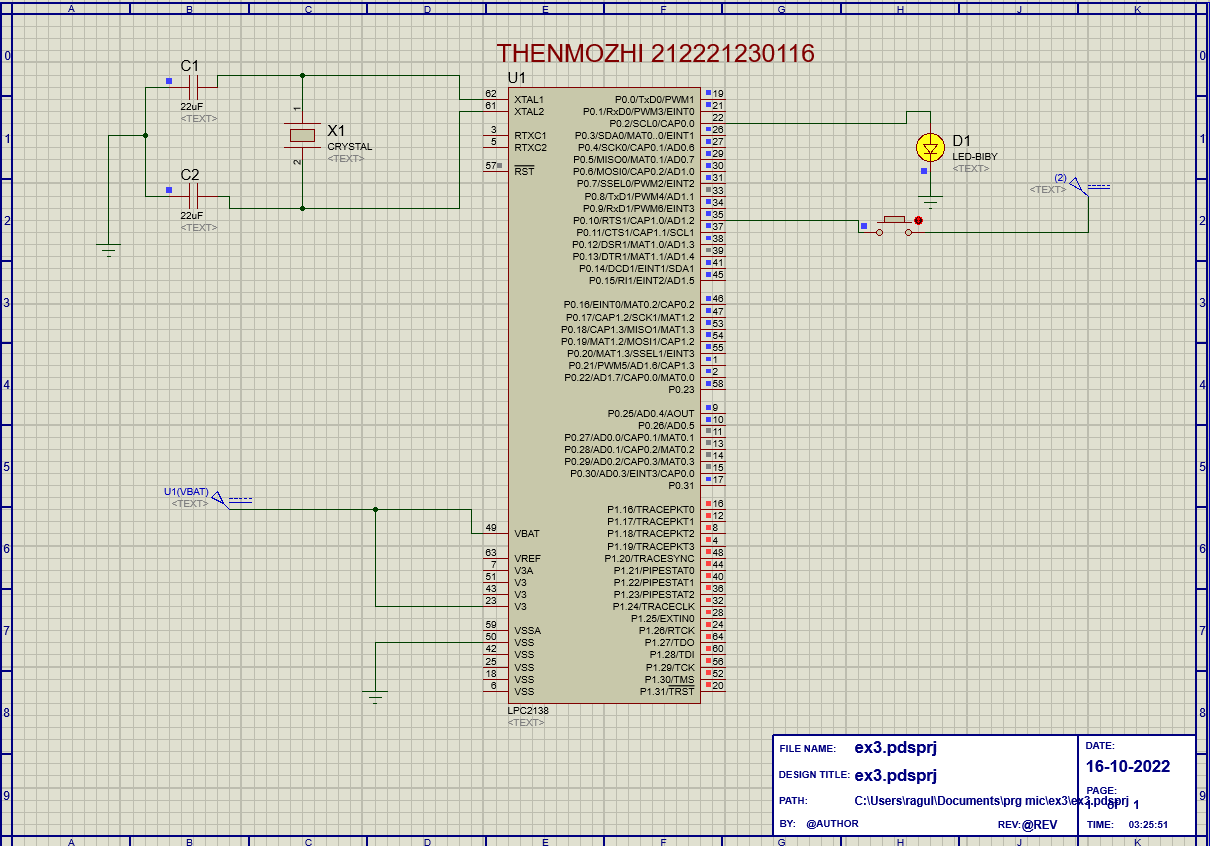 A B C D E F G H J K
THENMOZHI 212221230116
0 0
1 1
2 2
3 3
4 4
5 5
6 6
7 7
8 8
9 9
C1
22uF
<TEXT>
C2
22uF
<TEXT>
1
X1
CRYSTAL
<TEXT>
2
U1
62 XTAL1
61 XTAL2
3 RTXC1
5 RTXC2
57 RST
P0.0/TxD0/PWM1 19
P0.1/RxD0/PWM3/EINT0 21
P0.2/SCL0/CAP0.0 22
P0.3/SDA0/MAT0..0/EINT1 26
P0.4/SCK0/CAP0.1/AD0.6 27
P0.5/MISO0/MAT0.1/AD0.7 29
P0.6/MOSI0/CAP0.2/AD1.0 30
P0.7/SSEL0/PWM2/EINT2 31
P0.8/TxD1/PWM4/AD1.1 33
P0.9/RxD1/PWM6/EINT3 34
P0.10/RTS1/CAP1.0/AD1.2 35
P0.11/CTS1/CAP1.1/SCL1 37
P0.12/DSR1/MAT1.0/AD1.3 38
P0.13/DTR1/MAT1.1/AD1.4 39
P0.14/DCD1/EINT1/SDA1 41
P0.15/RI1/EINT2/AD1.5 45
P0.16/EINT0/MAT0.2/CAP0.2 46
P0.17/CAP1.2/SCK1/MAT1.2 47
P0.18/CAP1.3/MISO1/MAT1.3 53
P0.19/MAT1.2/MOSI1/CAP1.2 54
P0.20/MAT1.3/SSEL1/EINT3 55
P0.21/PWM5/AD1.6/CAP1.3 1
P0.22/AD1.7/CAP0.0/MAT0.0 2
P0.23 58
P0.25/AD0.4/AOUT 9
P0.26/AD0.5 10
P0.27/AD0.0/CAP0.1/MAT0.1 11
P0.28/AD0.1/CAP0.2/MAT0.2 13
P0.29/AD0.2/CAP0.3/MAT0.3 14
P0.30/AD0.3/EINT3/CAP0.0 15
P0.31 17
P1.16/TRACEPKT0 16
P1.17/TRACEPKT1 12
P1.18/TRACEPKT2 8
P1.19/TRACEPKT3 4
P1.20/TRACESYNC 48
P1.21/PIPESTAT0 44
P1.22/PIPESTAT1 40
P1.23/PIPESTAT2 36
P1.24/TRACECLK 32
P1.25/EXTIN0 28
P1.26/RTCK 24
P1.27/TDO 64
P1.28/TDI 60
P1.29/TCK 56
P1.30/TMS 52
P1.31/TRST 20
U1(VBAT)
<TEXT>
49 VBAT
63 VREF
7 V3A
51 V3
43 V3
23 V3
59 VSSA
50 VSS
42 VSS
25 VSS
18 VSS
6 VSS
LPC2138
<TEXT>
D1
LED-BIBY
<TEXT>
(2)
<TEXT>
FILE NAME: ex3.pdsprj
DESIGN TITLE: ex3.pdsprj
PATH: C:\Users\ragul\Documents\prg mic\ex3\ex3.pdsprj
BY: @AUTHOR REV:@REV
DATE:
16-10-2022
PAGE:
1 of 1
TIME: 03:25:51
A B C D E F G H J K